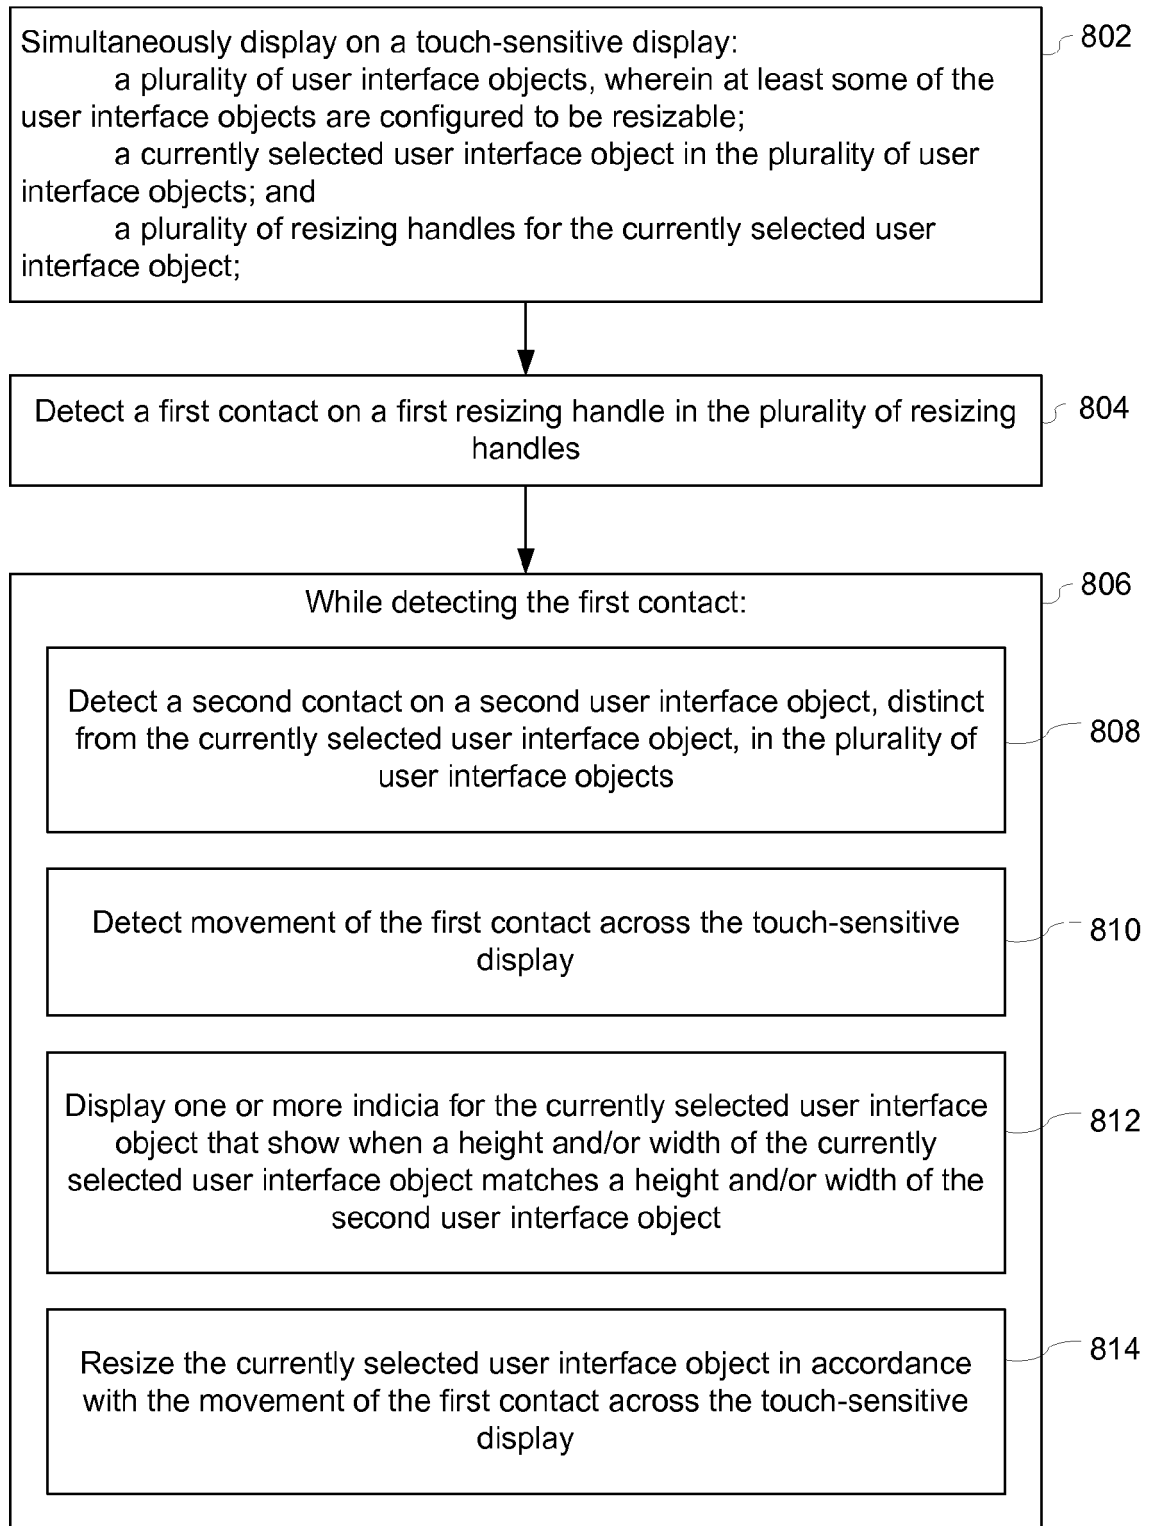 Simultaneously display on a touch-sensitive display:
a plurality of user interface objects, wherein at least some of the
user interface objects are configured to be resizable;
a currently selected user interface object in the plurality of user
interface objects; and
a plurality of resizing handles for the currently selected user
interface object;
802
Detect a first contact on a first resizing handle in the plurality of resizing
handles
804
While detecting the first contact:
806
Detect a second contact on a second user interface object, distinct
from the currently selected user interface object, in the plurality of
user interface objects
808
Detect movement of the first contact across the touch-sensitive
display
810
Display one or more indicia for the currently selected user interface
object that show when a height and/or width of the currently
selected user interface object matches a height and/or width of the
second user interface object
812
Resize the currently selected user interface object in accordance
with the movement of the first contact across the touch-sensitive
display
814